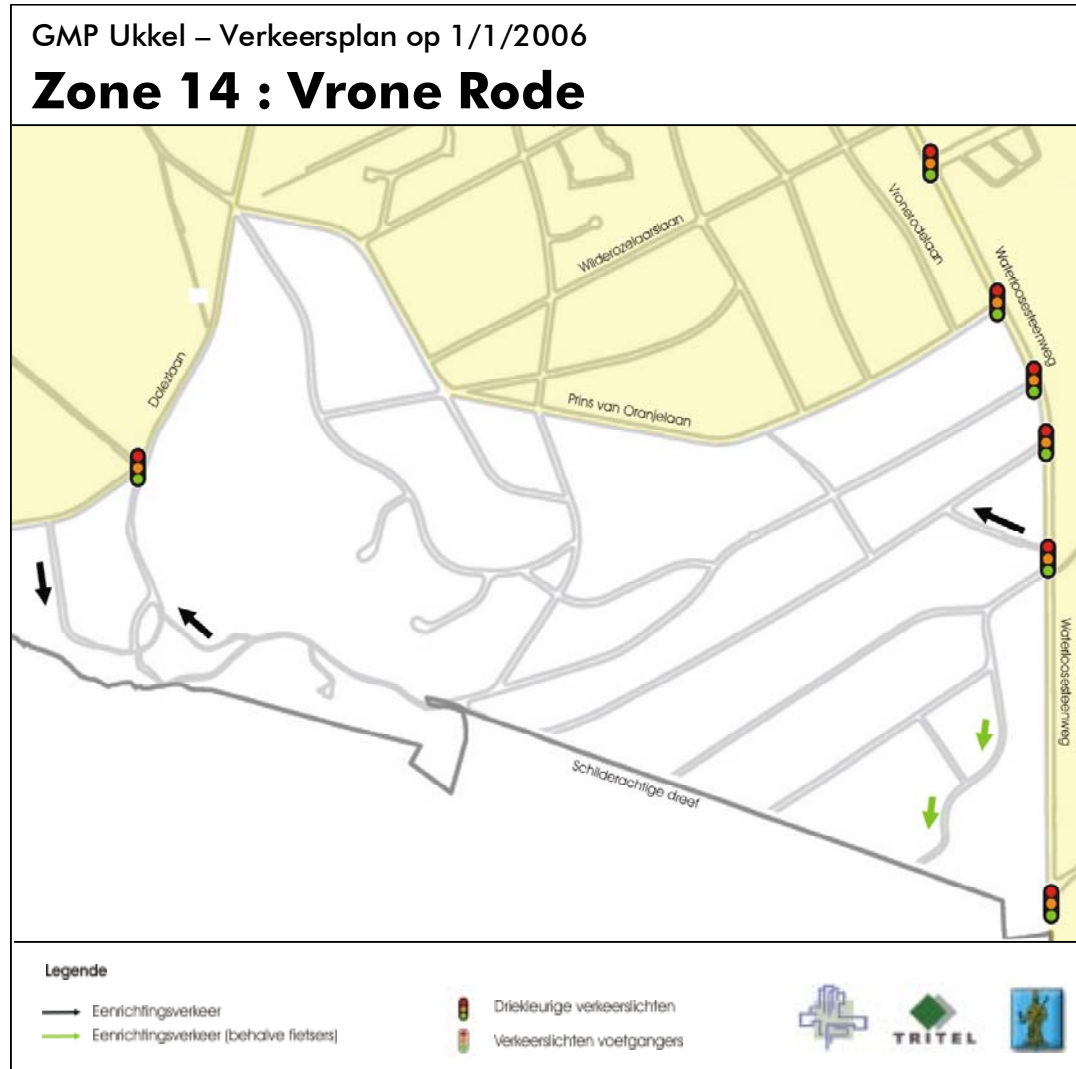 GMP Ukkel – Verkeersplan op 1/1/2006
Zone 14 : Vrone Rode
Vronerodelaan
Wilderozelaarslaan
Waterloosesteenweg
Dolezlaan
Prins van Oranjelaan
Waterloosesteenweg
Schilderachtige dreef
Legende
Eenrichtingsverkeer
Eenrichtingsverkeer (behalve fietsers)
Driekleurige verkeerslichten
Verkeerslichten voetgangers
TRITEL